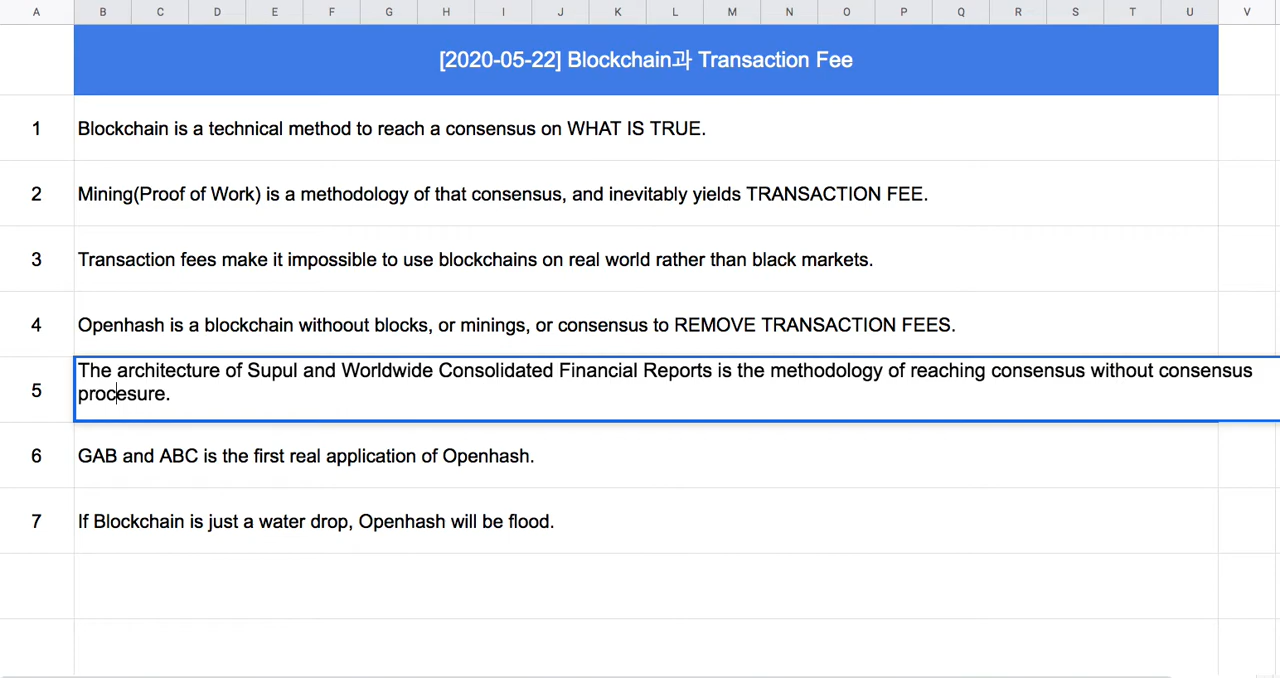 A B C D E F G H I J K L M N O P Q R S T U V
[2020-05-22] Blockchain과 Transaction Fee
1 Blockchain is a technical method to reach a consensus on WHAT IS TRUE.
2 Mining(Proof of Work) is a methodology of that consensus, and inevitably yields TRANSACTION FEE.
3 Transaction fees make it impossible to use blockchains on real world rather than black markets.
4 Openhash is a blockchain withoout blocks, or minings, or consensus to REMOVE TRANSACTION FEES.
The architecture of Supul and Worldwide Consolidated Financial Reports is the methodology of reaching consensus without consensus
5 procesure.
6 GAB and ABC is the first real application of Openhash.
7 If Blockchain is just a water drop, Openhash will be flood.